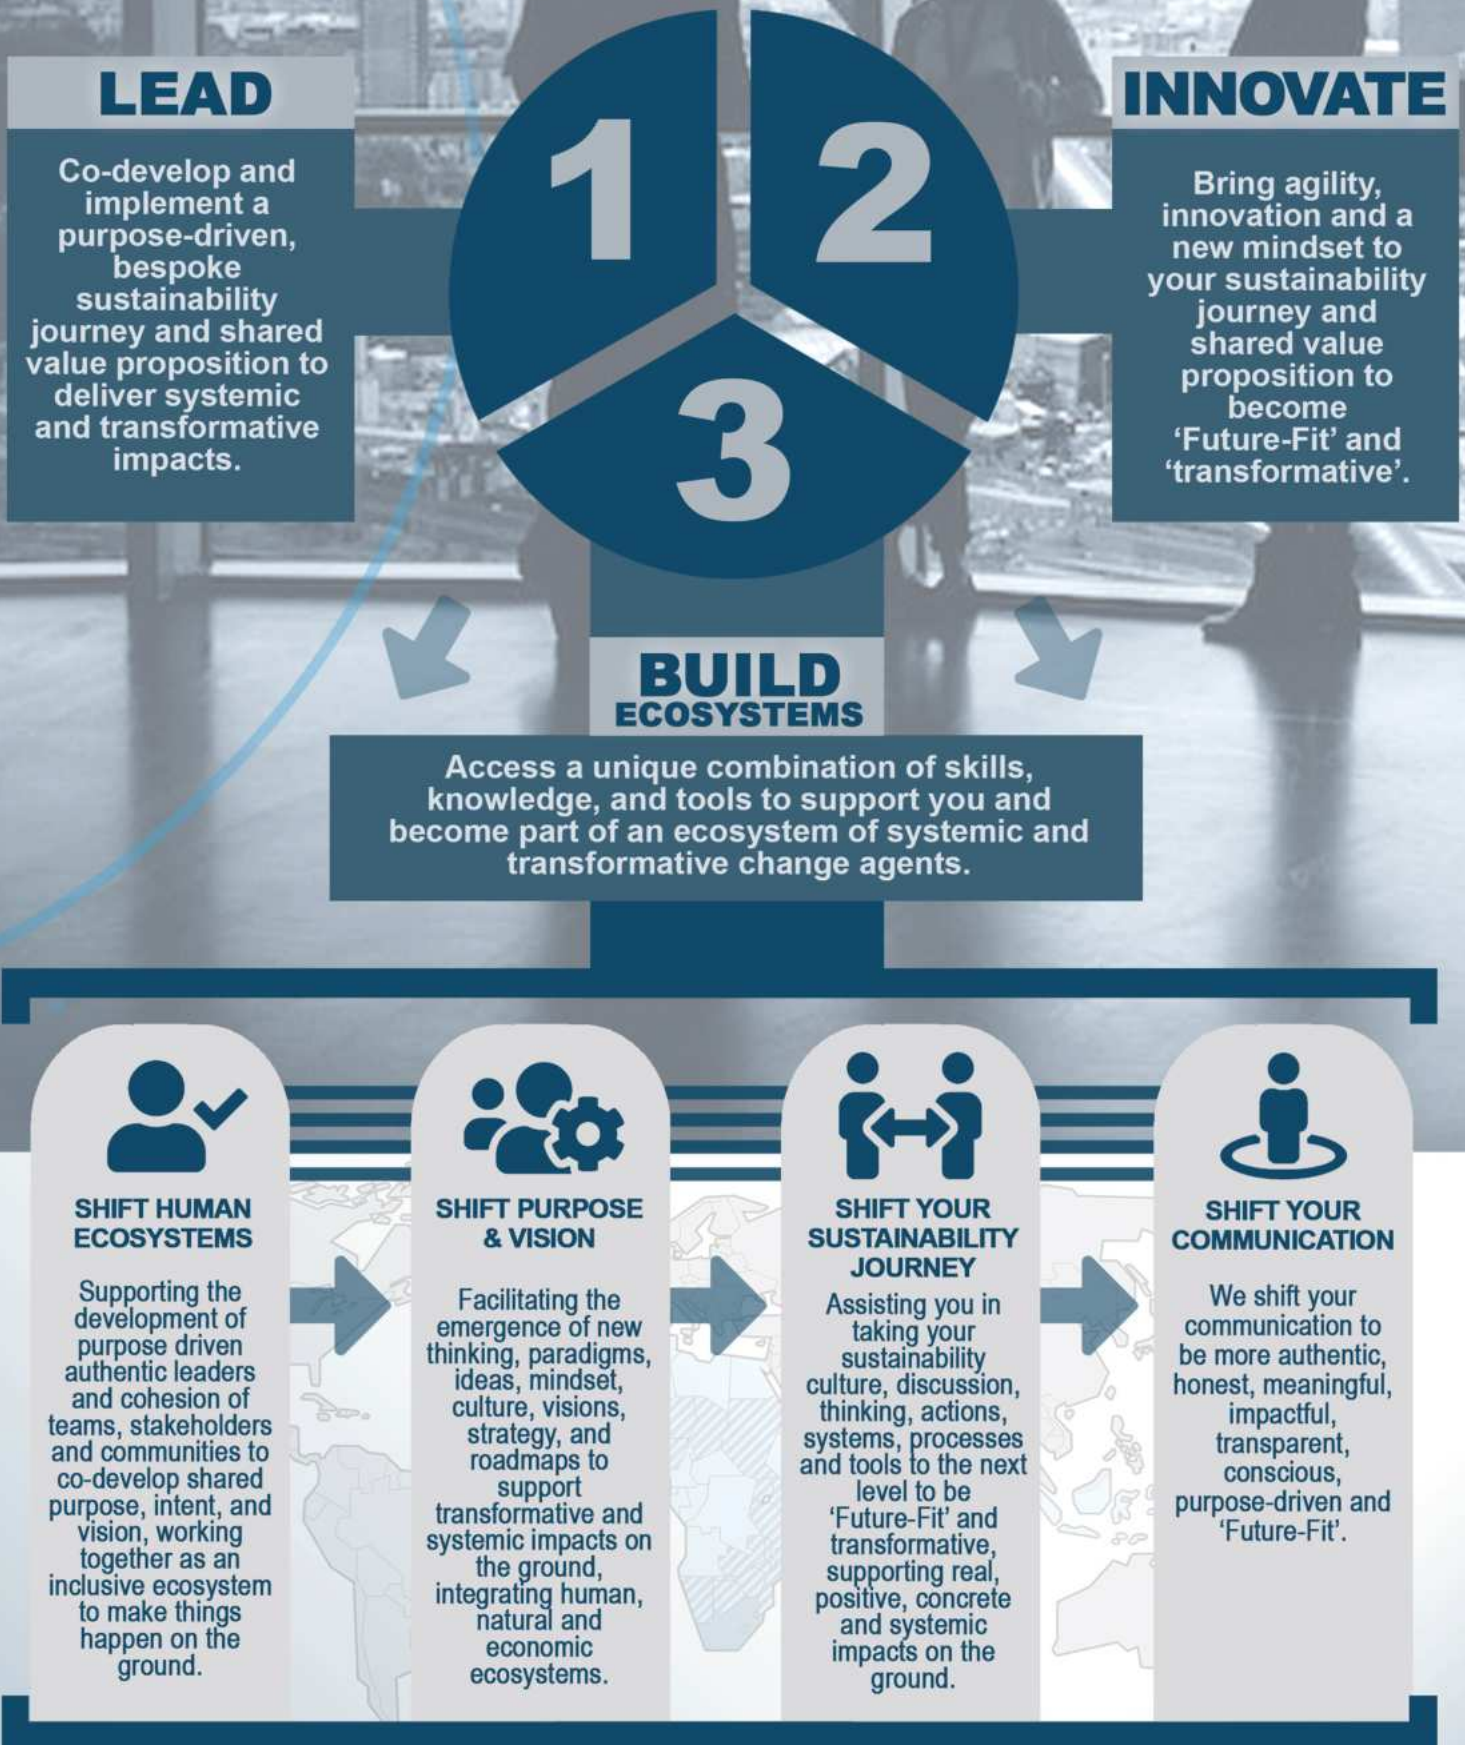 LEAD
Co-develop and
implement a
purpose-driven,
bespoke
sustainability
journey and shared
value proposition to
deliver systemic
and transformative
impacts.
1
2
3
INNOVATE
Bring agility,
innovation and a
new mindset to
your sustainability
journey and
shared value
proposition to
become
‘Future-Fit’ and
‘transformative’.
BUILD
ECOSYSTEMS
Access a unique combination of skills,
knowledge, and tools to support you and
become part of an ecosystem of systemic and
transformative change agents.
SHIFT HUMAN
ECOSYSTEMS
Supporting the
development of
purpose driven
authentic leaders
and cohesion of
teams, stakeholders
and communities to
co-develop shared
purpose, intent, and
vision, working
together as an
inclusive ecosystem
to make things
happen on the
ground.
SHIFT PURPOSE
& VISION
Facilitating the
emergence of new
thinking, paradigms,
ideas, mindset,
culture, visions,
strategy, and
roadmaps to
support
transformative and
systemic impacts on
the ground,
integrating human,
natural and
economic
ecosystems.
SHIFT YOUR
SUSTAINABILITY
JOURNEY
Assisting you in
taking your
sustainability
culture, discussion,
thinking, actions,
systems, processes
and tools to the next
level to be
‘Future-Fit’ and
transformative,
supporting real,
positive, concrete
and systemic
impacts on the
ground.
SHIFT YOUR
COMMUNICATION
We shift your
communication to
be more authentic,
honest, meaningful,
impactful,
transparent,
conscious,
purpose-driven and
‘Future-Fit’.